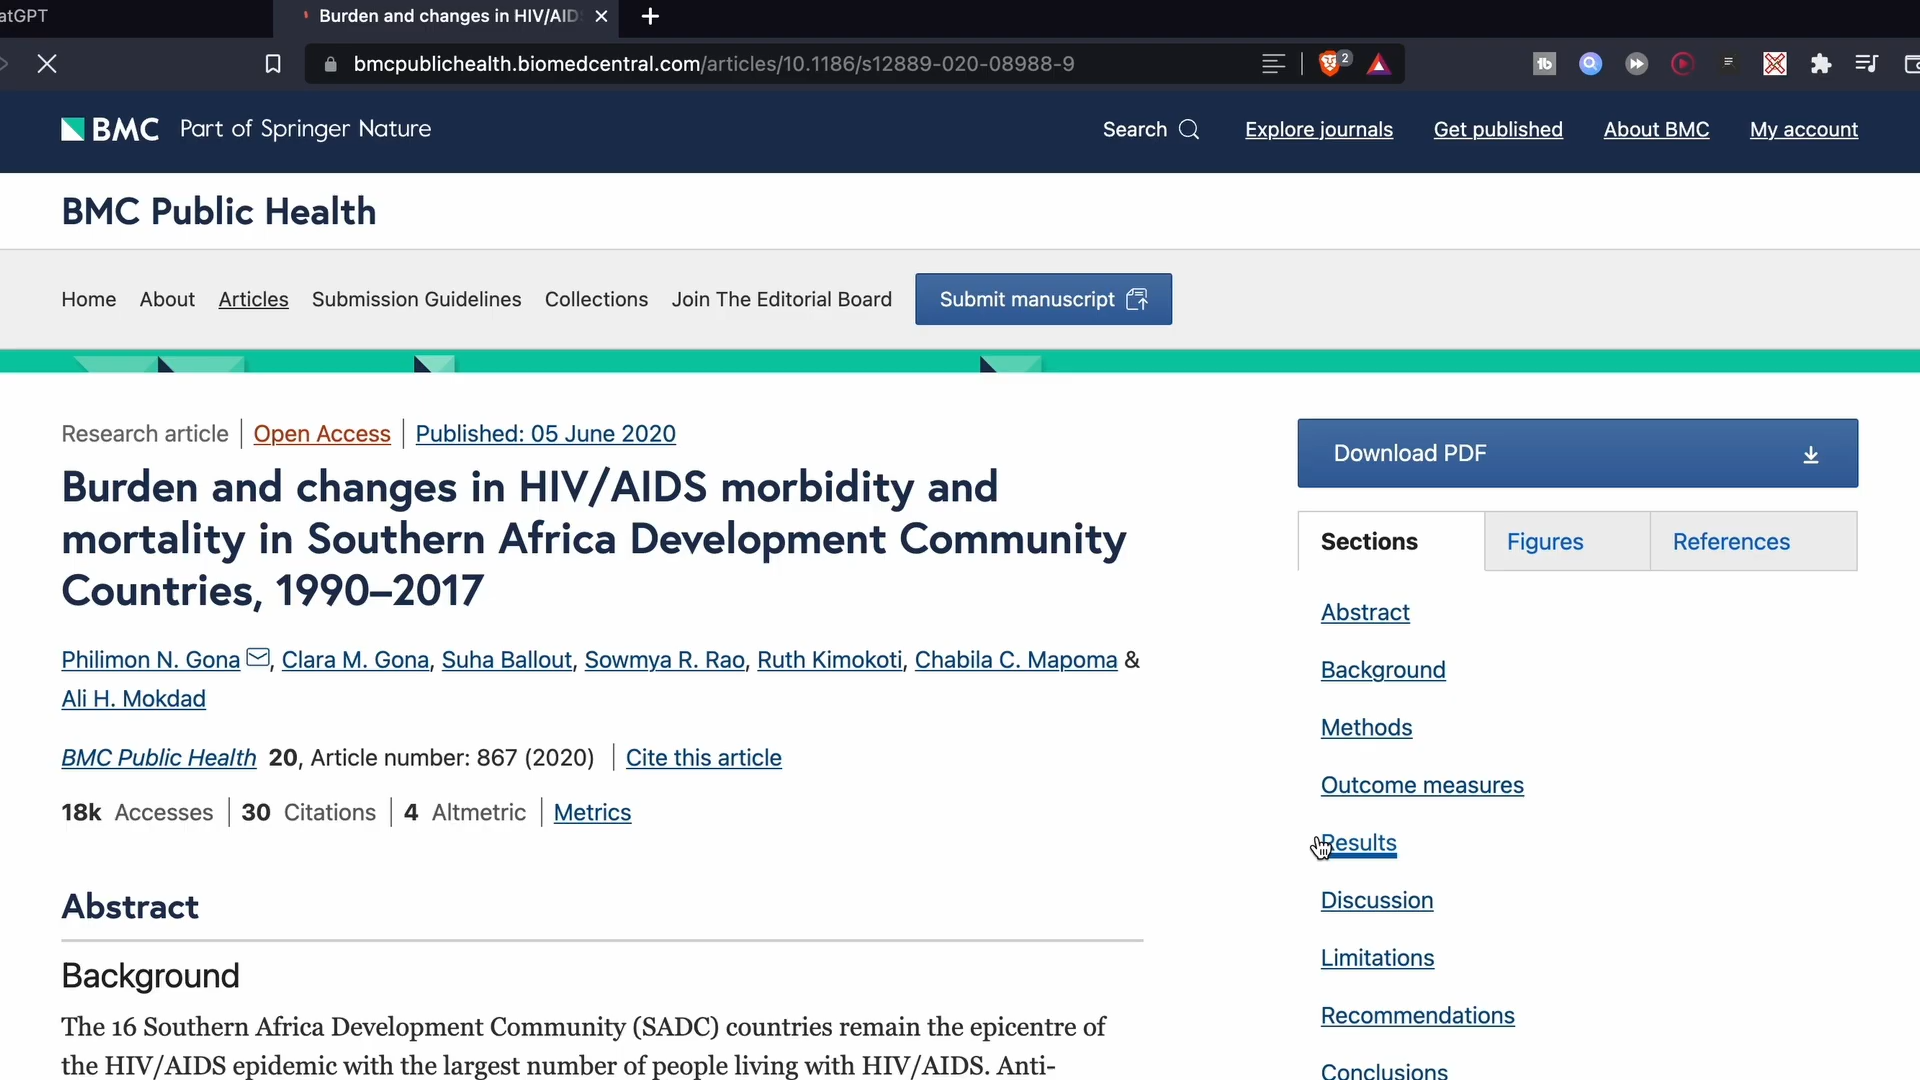 atGPT
Burden and changes in HIV/AID
bmcpublichealth.biomedcentral.com/articles/10.1186/s12889-020-08988-9
2
tb
BMC Part of Springer Nature
Search
Explore journals
Get published
About BMC
My account
BMC Public Health
Home
About
Articles
Submission Guidelines
Collections
Join The Editorial Board
Submit manuscript
Research article
Open Access
Published: 05 June 2020
Burden and changes in HIV/AIDS morbidity and
mortality in Southern Africa Development Community
Countries, 1990–2017
Philimon N. Gona, Clara M. Gona, Suha Ballout, Sowmya R. Rao, Ruth Kimokoti, Chabila C. Mapoma &
Ali H. Mokdad
BMC Public Health 20, Article number: 867 (2020)
Cite this article
18k Accesses
30 Citations
4 Altmetric
Metrics
Abstract
Background
The 16 Southern Africa Development Community (SADC) countries remain the epicentre of
the HIV/AIDS epidemic with the largest number of people living with HIV/AIDS. Anti-
Download PDF
Sections
Figures
References
Abstract
Background
Methods
Outcome measures
Results
Discussion
Limitations
Recommendations
Conclusions